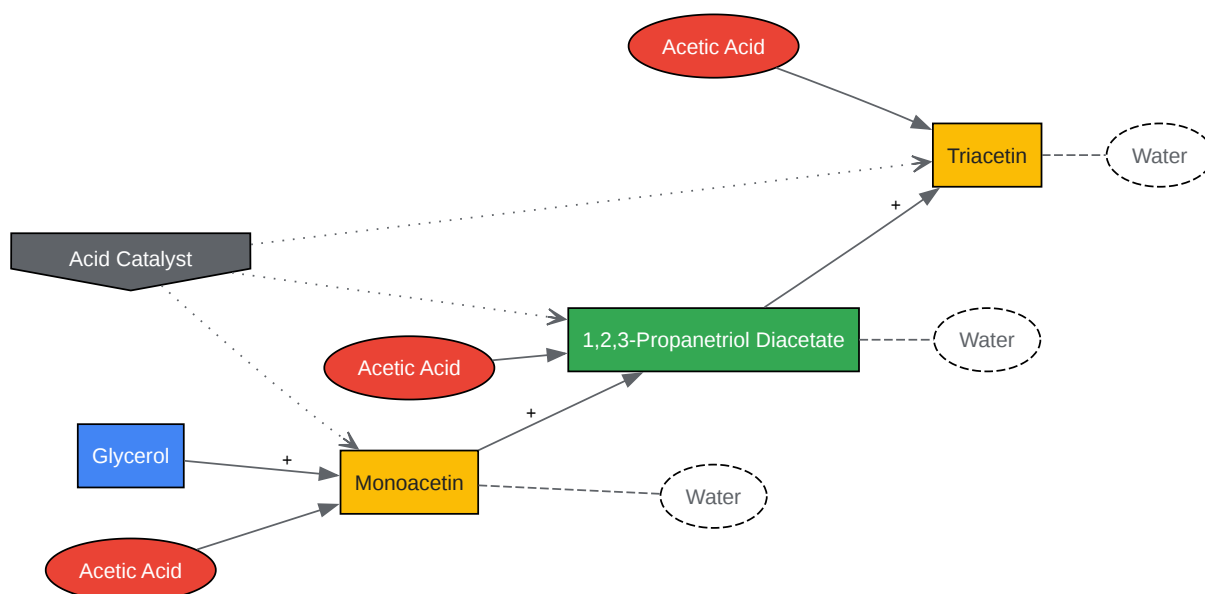 Acetic Acid
Triacetin
Water
+
Acid Catalyst
1,2,3-Propanetriol Diacetate
Water
Acetic Acid
+
Glycerol
+
Monoacetin
Water
Acetic Acid